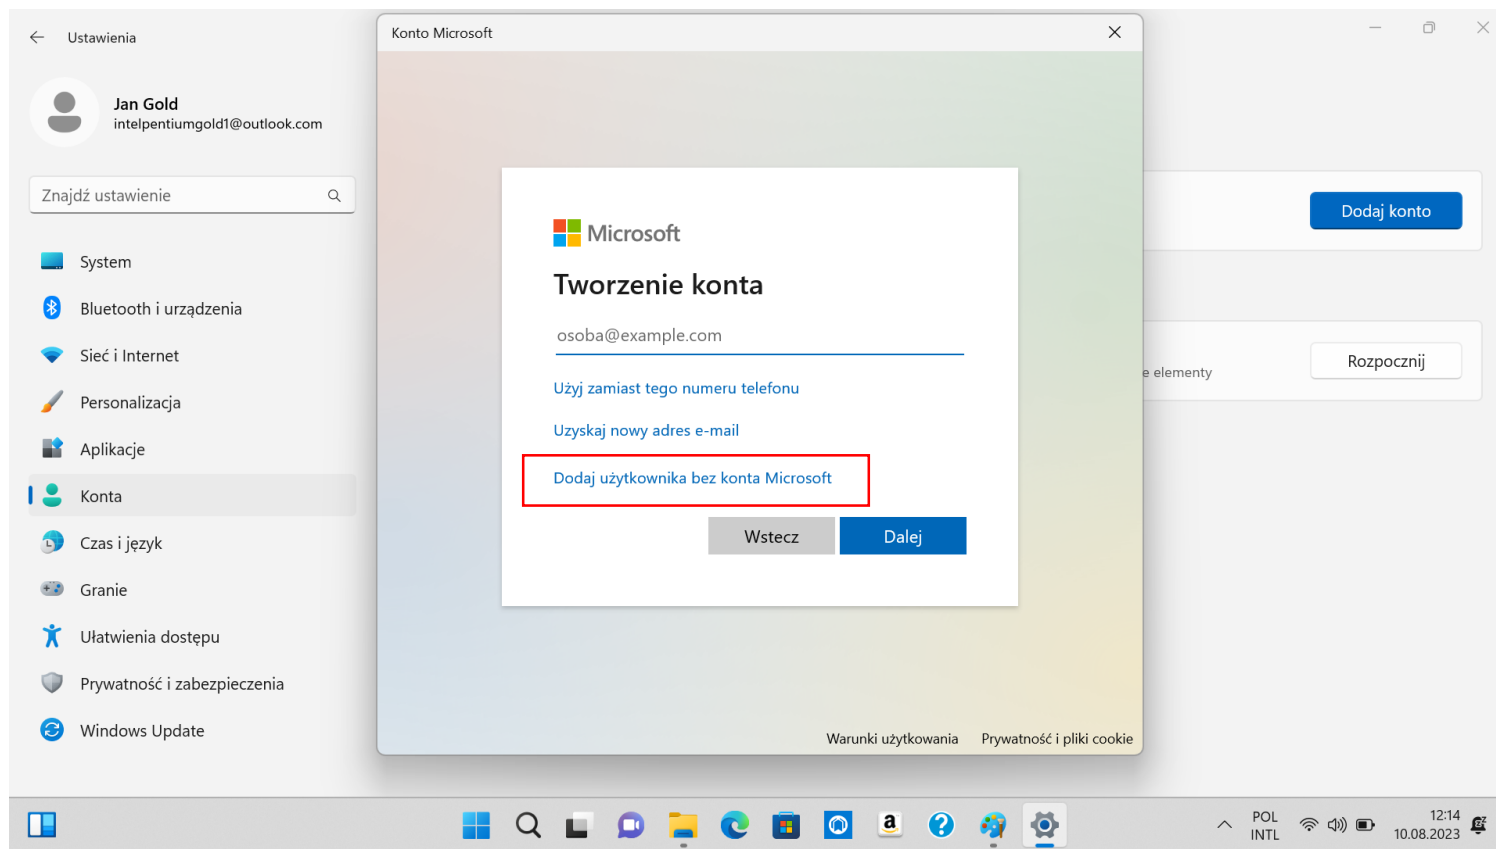 Ustawienia
Jan Gold
intelpentiumgold1@outlook.com
Znajdź ustawienie
System
Bluetooth i urządzenia
Sieć i Internet
Personalizacja
Aplikacje
Konta
Czas i język
Granie
Ułatwienia dostępu
Prywatność i zabezpieczenia
Windows Update
Konto Microsoft
Microsoft
Tworzenie konta
osoba@example.com
Użyj zamiast tego numeru telefonu
Uzyskaj nowy adres e-mail
Dodaj użytkownika bez konta Microsoft
Wstecz Dalej
Warunki użytkowania Prywatność i pliki cookie
Dodaj konto
e elementy
Rozpocznij
POL
INTL
12:14
10.08.2023